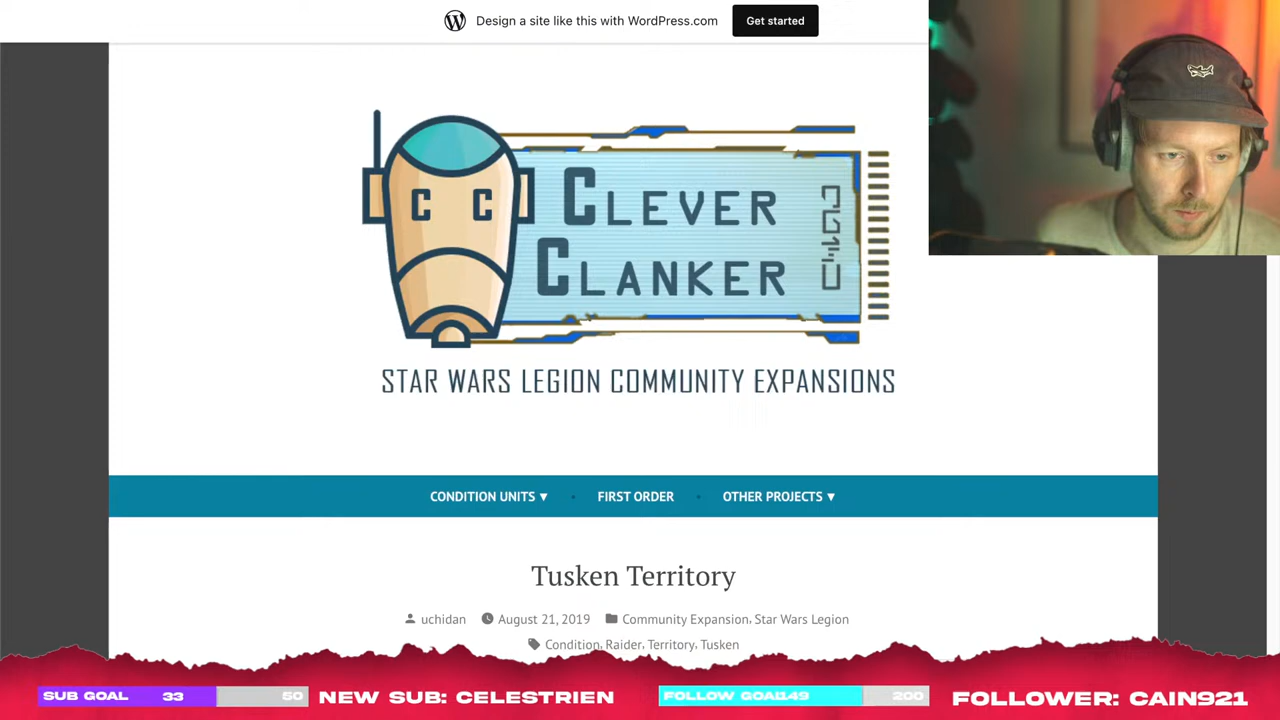 Design a site like this with WordPress.com
Get started
C C
CLEVER
CLANKER
STAR WARS LEGION COMMUNITY EXPANSIONS
CONDITION UNITS ▾ • FIRST ORDER • OTHER PROJECTS ▾
Tusken Territory
uchidan August 21, 2019 Community Expansion, Star Wars Legion
Condition, Raider, Territory, Tusken
SUB GOAL 33 50 NEW SUB: CELESTRIEN FOLLOW GOAL 149 200 FOLLOWER: CAIN921